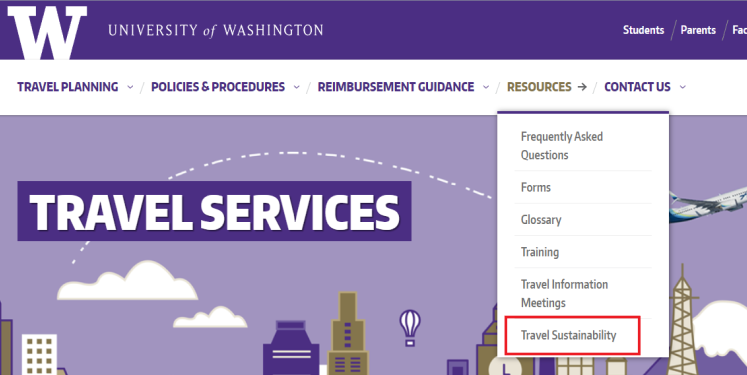 W UNIVERSITY of WASHINGTON
Students / Parents / Fac
TRAVEL PLANNING / POLICIES & PROCEDURES / REIMBURSEMENT GUIDANCE / RESOURCES → / CONTACT US
Frequently Asked
Questions
Forms
Glossary
Training
Travel Information
Meetings
Travel Sustainability
TRAVEL SERVICES